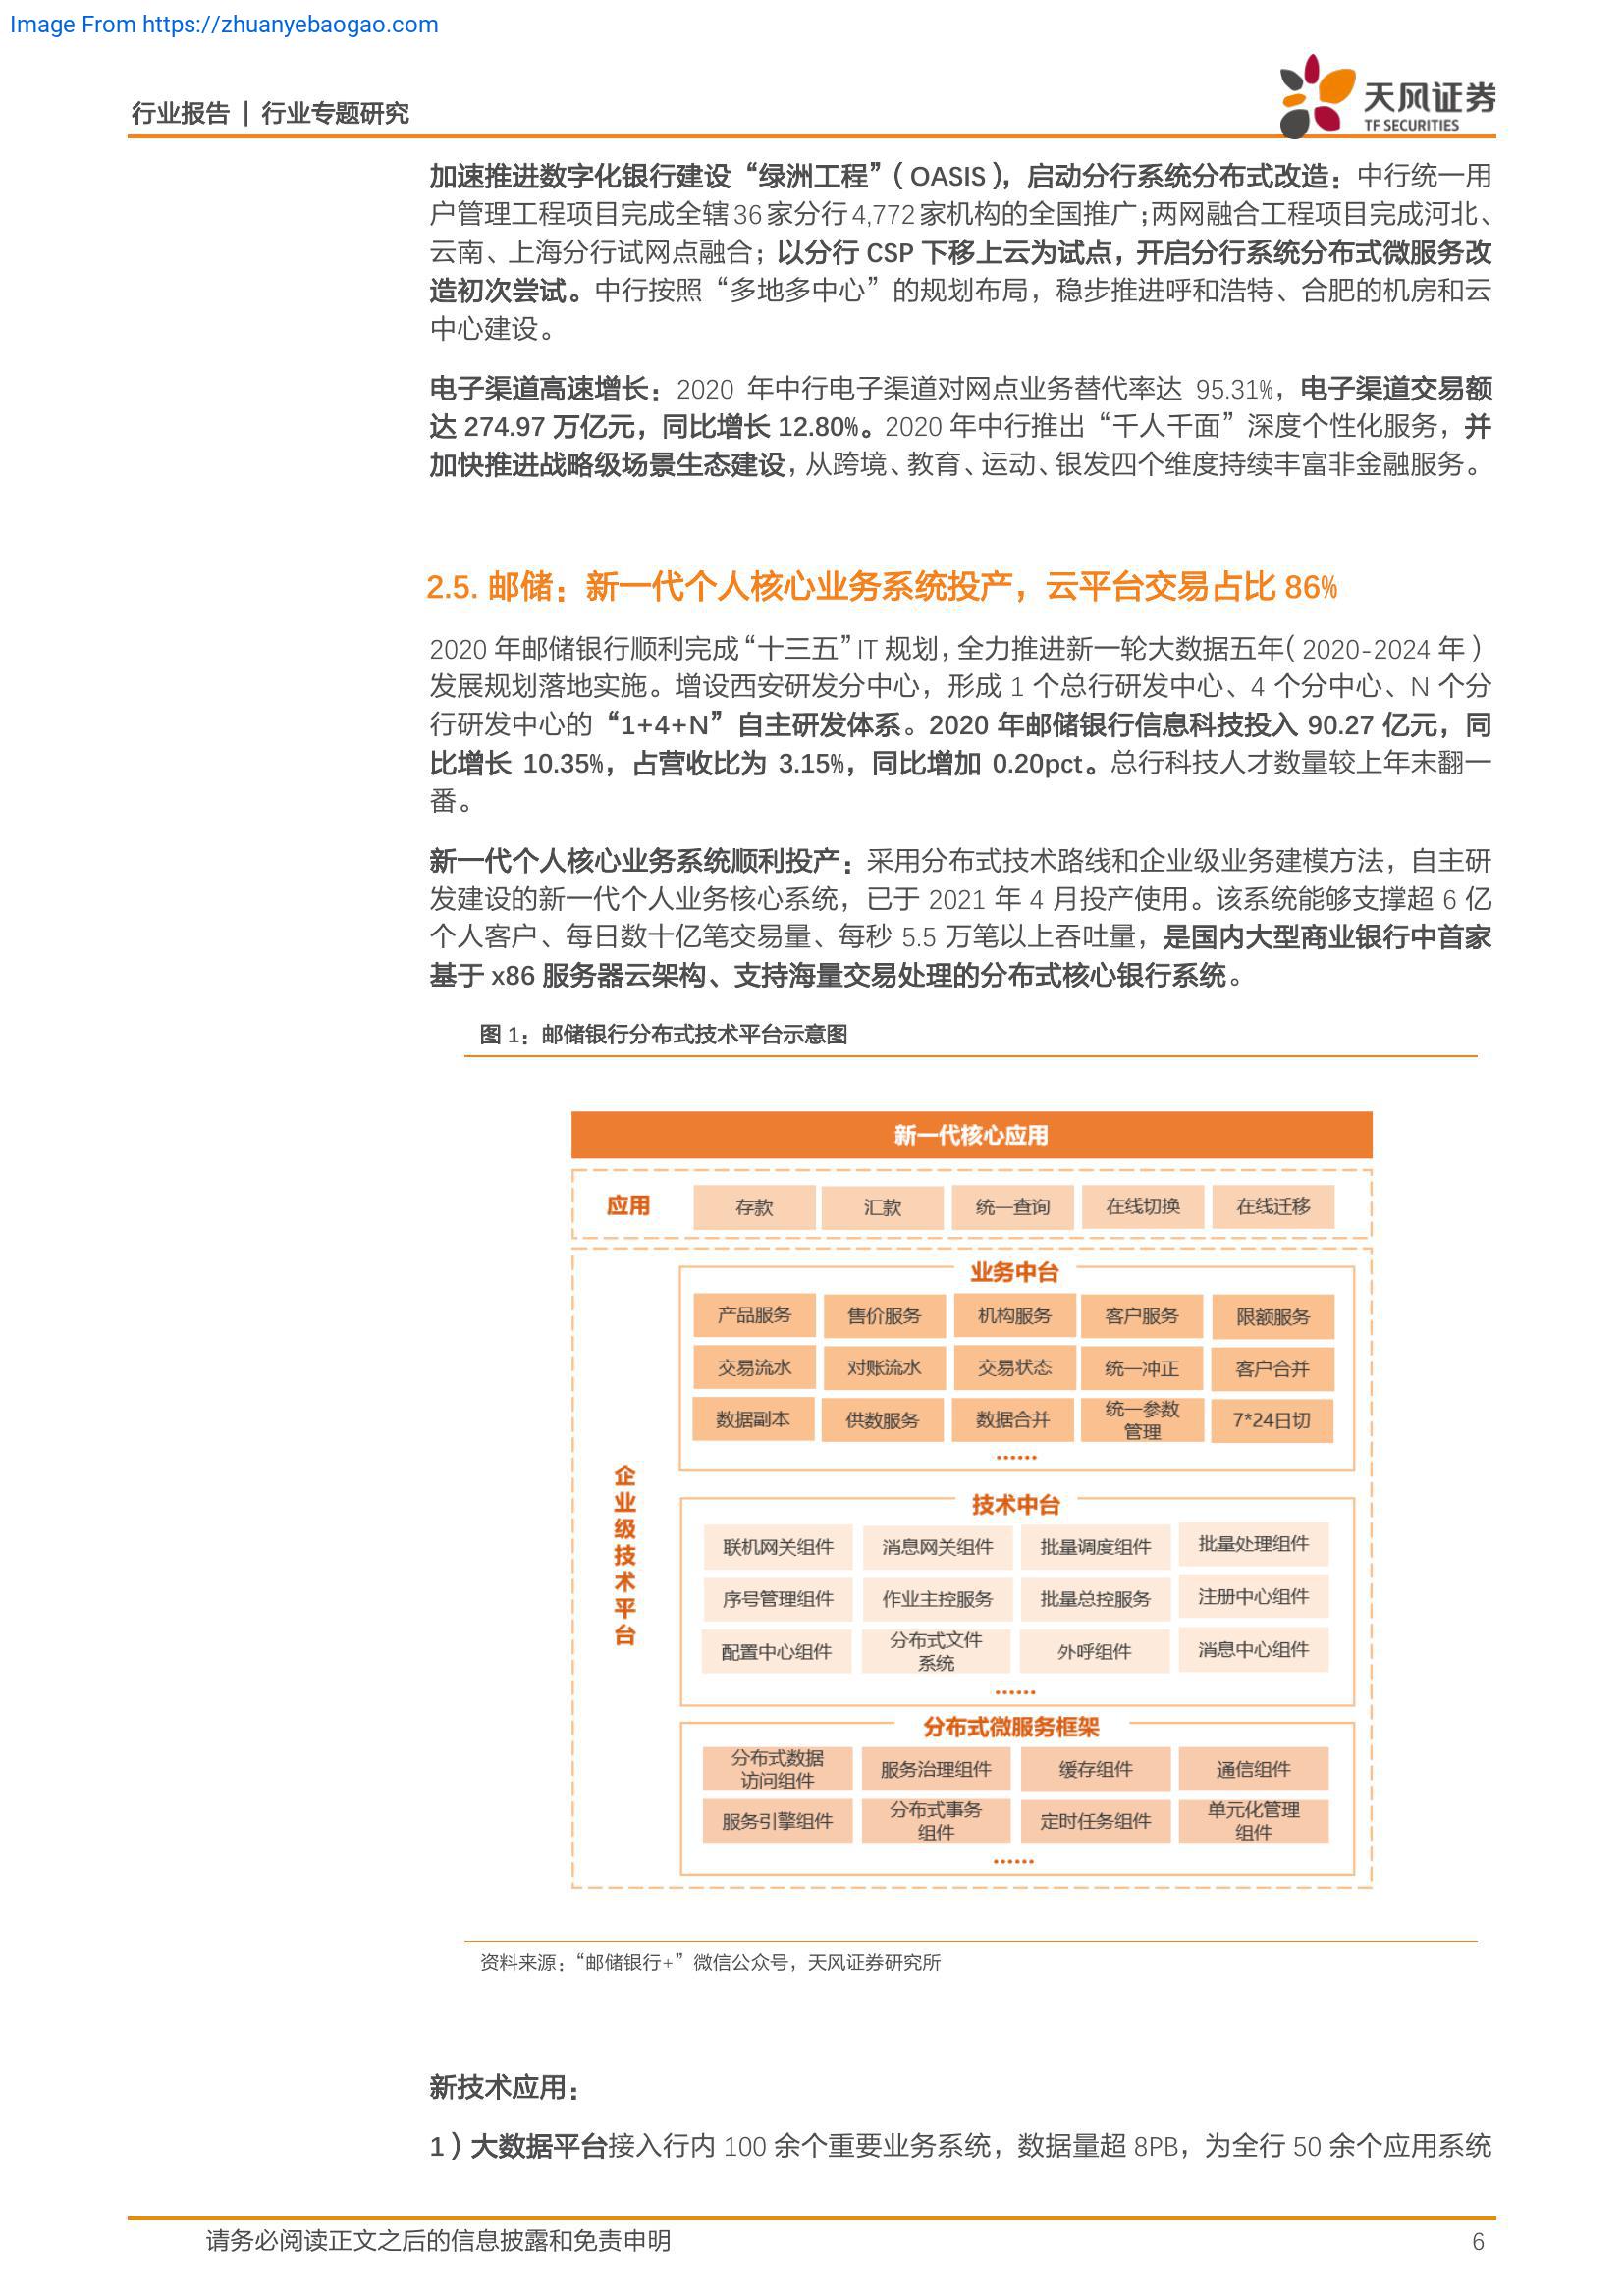 Image From https://zhuanyebaogao.com
行业报告 | 行业专题研究
天风证券
TF SECURITIES
加速推进数字化银行建设“绿洲工程”（OASIS），启动分行系统分布式改造：中行统一用
户管理工程项目完成全辖36家分行4,772家机构的全国推广；两网融合工程项目完成河北、
云南、上海分行试网点融合；以分行 CSP 下移上云为试点，开启分行系统分布式微服务改
造初次尝试。中行按照“多地多中心”的规划布局，稳步推进呼和浩特、合肥的机房和云
中心建设。
电子渠道高速增长：2020 年中行电子渠道对网点业务替代率达 95.31%，电子渠道交易额
达 274.97 万亿元，同比增长 12.80%。2020 年中行推出“千人千面”深度个性化服务，并
加快推进战略级场景生态建设，从跨境、教育、运动、银发四个维度持续丰富非金融服务。
2.5. 邮储：新一代个人核心业务系统投产，云平台交易占比 86%
2020 年邮储银行顺利完成“十三五”IT 规划，全力推进新一轮大数据五年（2020-2024 年）
发展规划落地实施。增设西安研发分中心，形成 1 个总行研发中心、4 个分中心、N 个分
行研发中心的“1+4+N”自主研发体系。2020 年邮储银行信息科技投入 90.27 亿元，同
比增长 10.35%，占营收比为 3.15%，同比增加 0.20pct。总行科技人才数量较上年末翻一
番。
新一代个人核心业务系统顺利投产：采用分布式技术路线和企业级业务建模方法，自主研
发建设的新一代个人业务核心系统，已于 2021 年 4 月投产使用。该系统能够支撑超 6 亿
个人客户、每日数十亿笔交易量、每秒 5.5 万笔以上吞吐量，是国内大型商业银行中首家
基于 x86 服务器云架构、支持海量交易处理的分布式核心银行系统。
图 1：邮储银行分布式技术平台示意图
新一代核心应用
应用 存款 汇款 统一查询 在线切换 在线迁移
企业级技术平台
业务中台
产品服务 售价服务 机构服务 客户服务 限额服务
交易流水 对账流水 交易状态 统一冲正 客户合并
数据副本 供数服务 数据合并 统一参数管理 7*24日切
……
技术中台
联机网关组件 消息网关组件 批量调度组件 批量处理组件
序号管理组件 作业主控服务 批量总控服务 注册中心组件
配置中心组件 分布式文件系统 外呼组件 消息中心组件
……
分布式微服务框架
分布式数据访问组件 服务治理组件 缓存组件 通信组件
服务引擎组件 分布式事务组件 定时任务组件 单元化管理组件
……
资料来源：“邮储银行+”微信公众号，天风证券研究所
新技术应用：
1）大数据平台接入行内 100 余个重要业务系统，数据量超 8PB，为全行 50 余个应用系统
请务必阅读正文之后的信息披露和免责申明
6